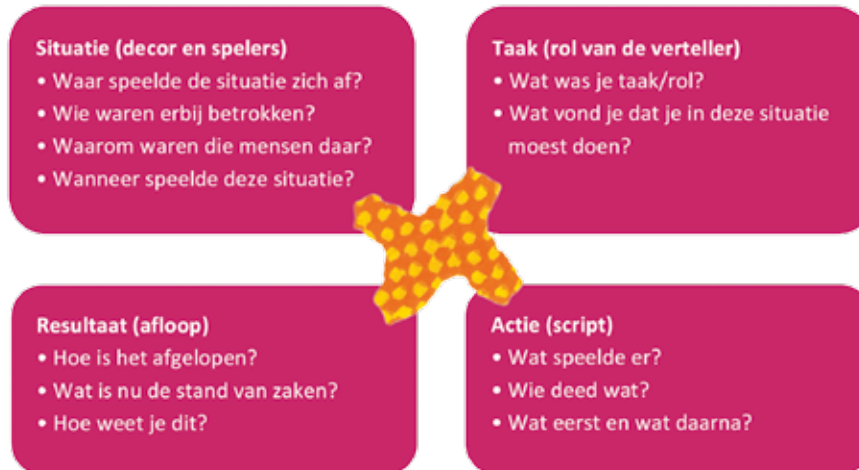 Situatie (decor en spelers)
• Waar speelde de situatie zich af?
• Wie waren erbij betrokken?
• Waarom waren die mensen daar?
• Wanneer speelde deze situatie?
Taak (rol van de verteller)
• Wat was je taak/rol?
• Wat vond je dat je in deze situatie
moest doen?
Resultaat (afloop)
• Hoe is het afgelopen?
• Wat is nu de stand van zaken?
• Hoe weet je dit?
Actie (script)
• Wat speelde er?
• Wie deed wat?
• Wat eerst en wat daarna?